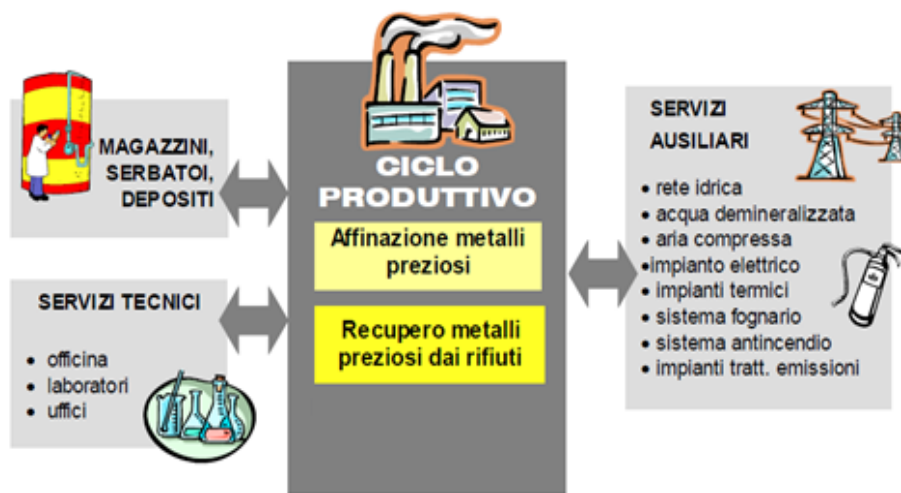 MAGAZZINI,
SERBATOI,
DEPOSITI
SERVIZI TECNICI
• officina
• laboratori
• uffici
CICLO
PRODUTTIVO
Affinazione metalli
preziosi
Recupero metalli
preziosi dai rifiuti
SERVIZI
AUSILIARI
• rete idrica
• acqua demineralizzata
• aria compressa
•impianto elettrico
• impianti termici
• sistema fognario
• sistema antincendio
• impianti tratt. emissioni